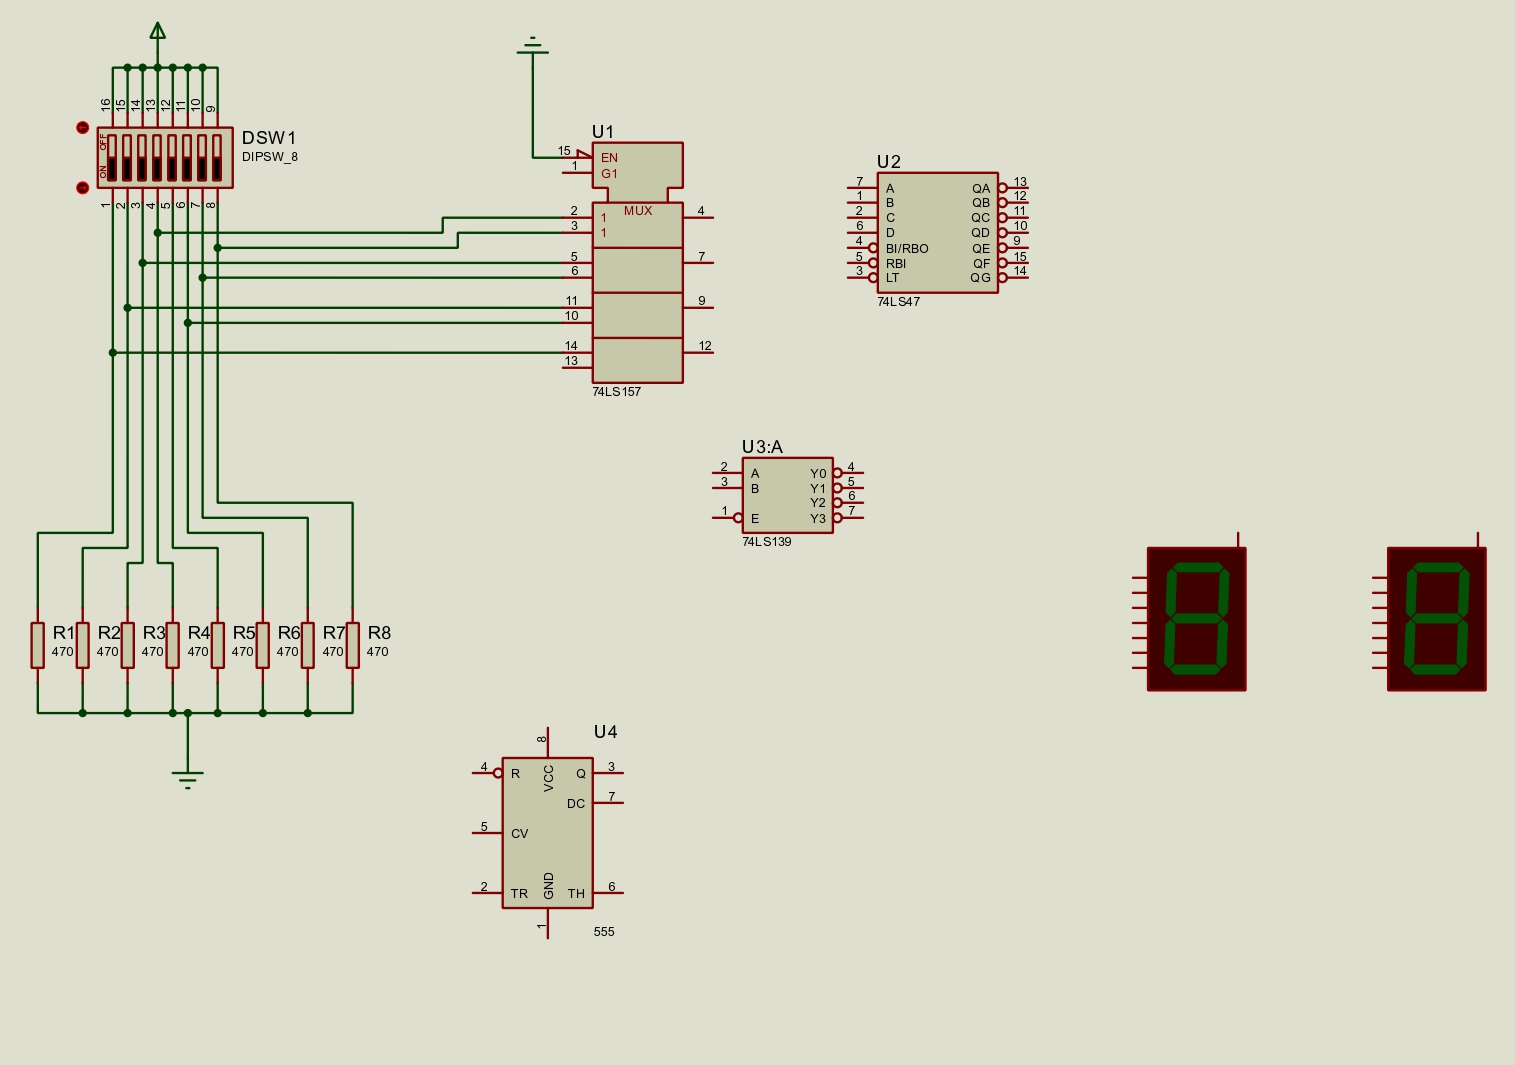 16 15 14 13 12 11 10 9
OFF
ON
DSW1
DIPSW_8
1 2 3 4 5 6 7 8
U1
15 EN
1 G1
MUX
2 1 4
3 1
5 7
6
11 9
10
14 12
13
74LS157
U2
7 A QA 13
1 B QB 12
2 C QC 11
6 D QD 10
4 BI/RBO QE 9
5 RBI QF 15
3 LT QG 14
74LS47
U3:A
2 A Y0 4
3 B Y1 5
Y2 6
1 E Y3 7
74LS139
R1 R2 R3 R4 R5 R6 R7 R8
470 470 470 470 470 470 470 470
U4
8
4 R VCC Q 3
DC 7
5 CV
2 TR GND TH 6
1
555